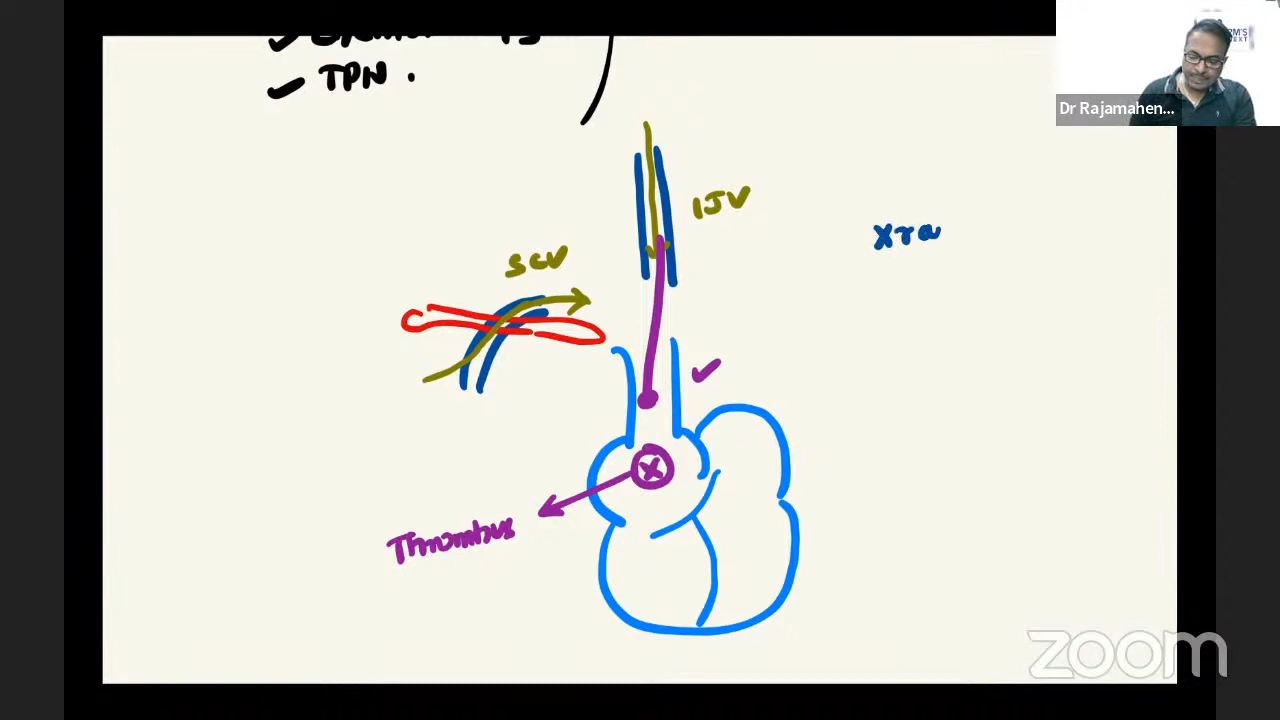 ✓ TPN .
IJV
Xra
SCV
Thrombus
Dr Rajamahen...
zoom